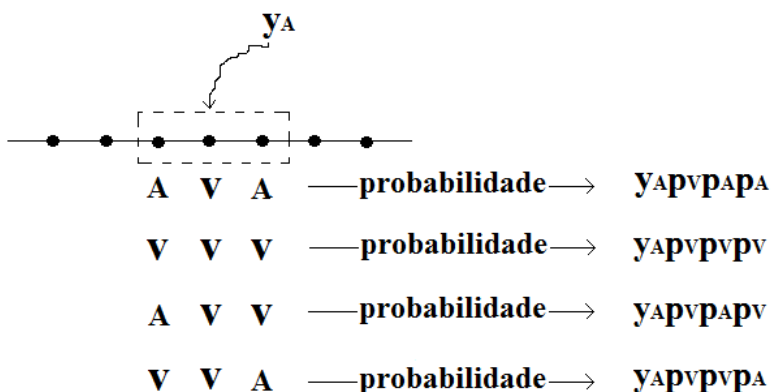 yA
A V A probabilidade yApVpApA
V V V probabilidade yApVpVpV
A V V probabilidade yApVpApV
V V A probabilidade yApVpVpA